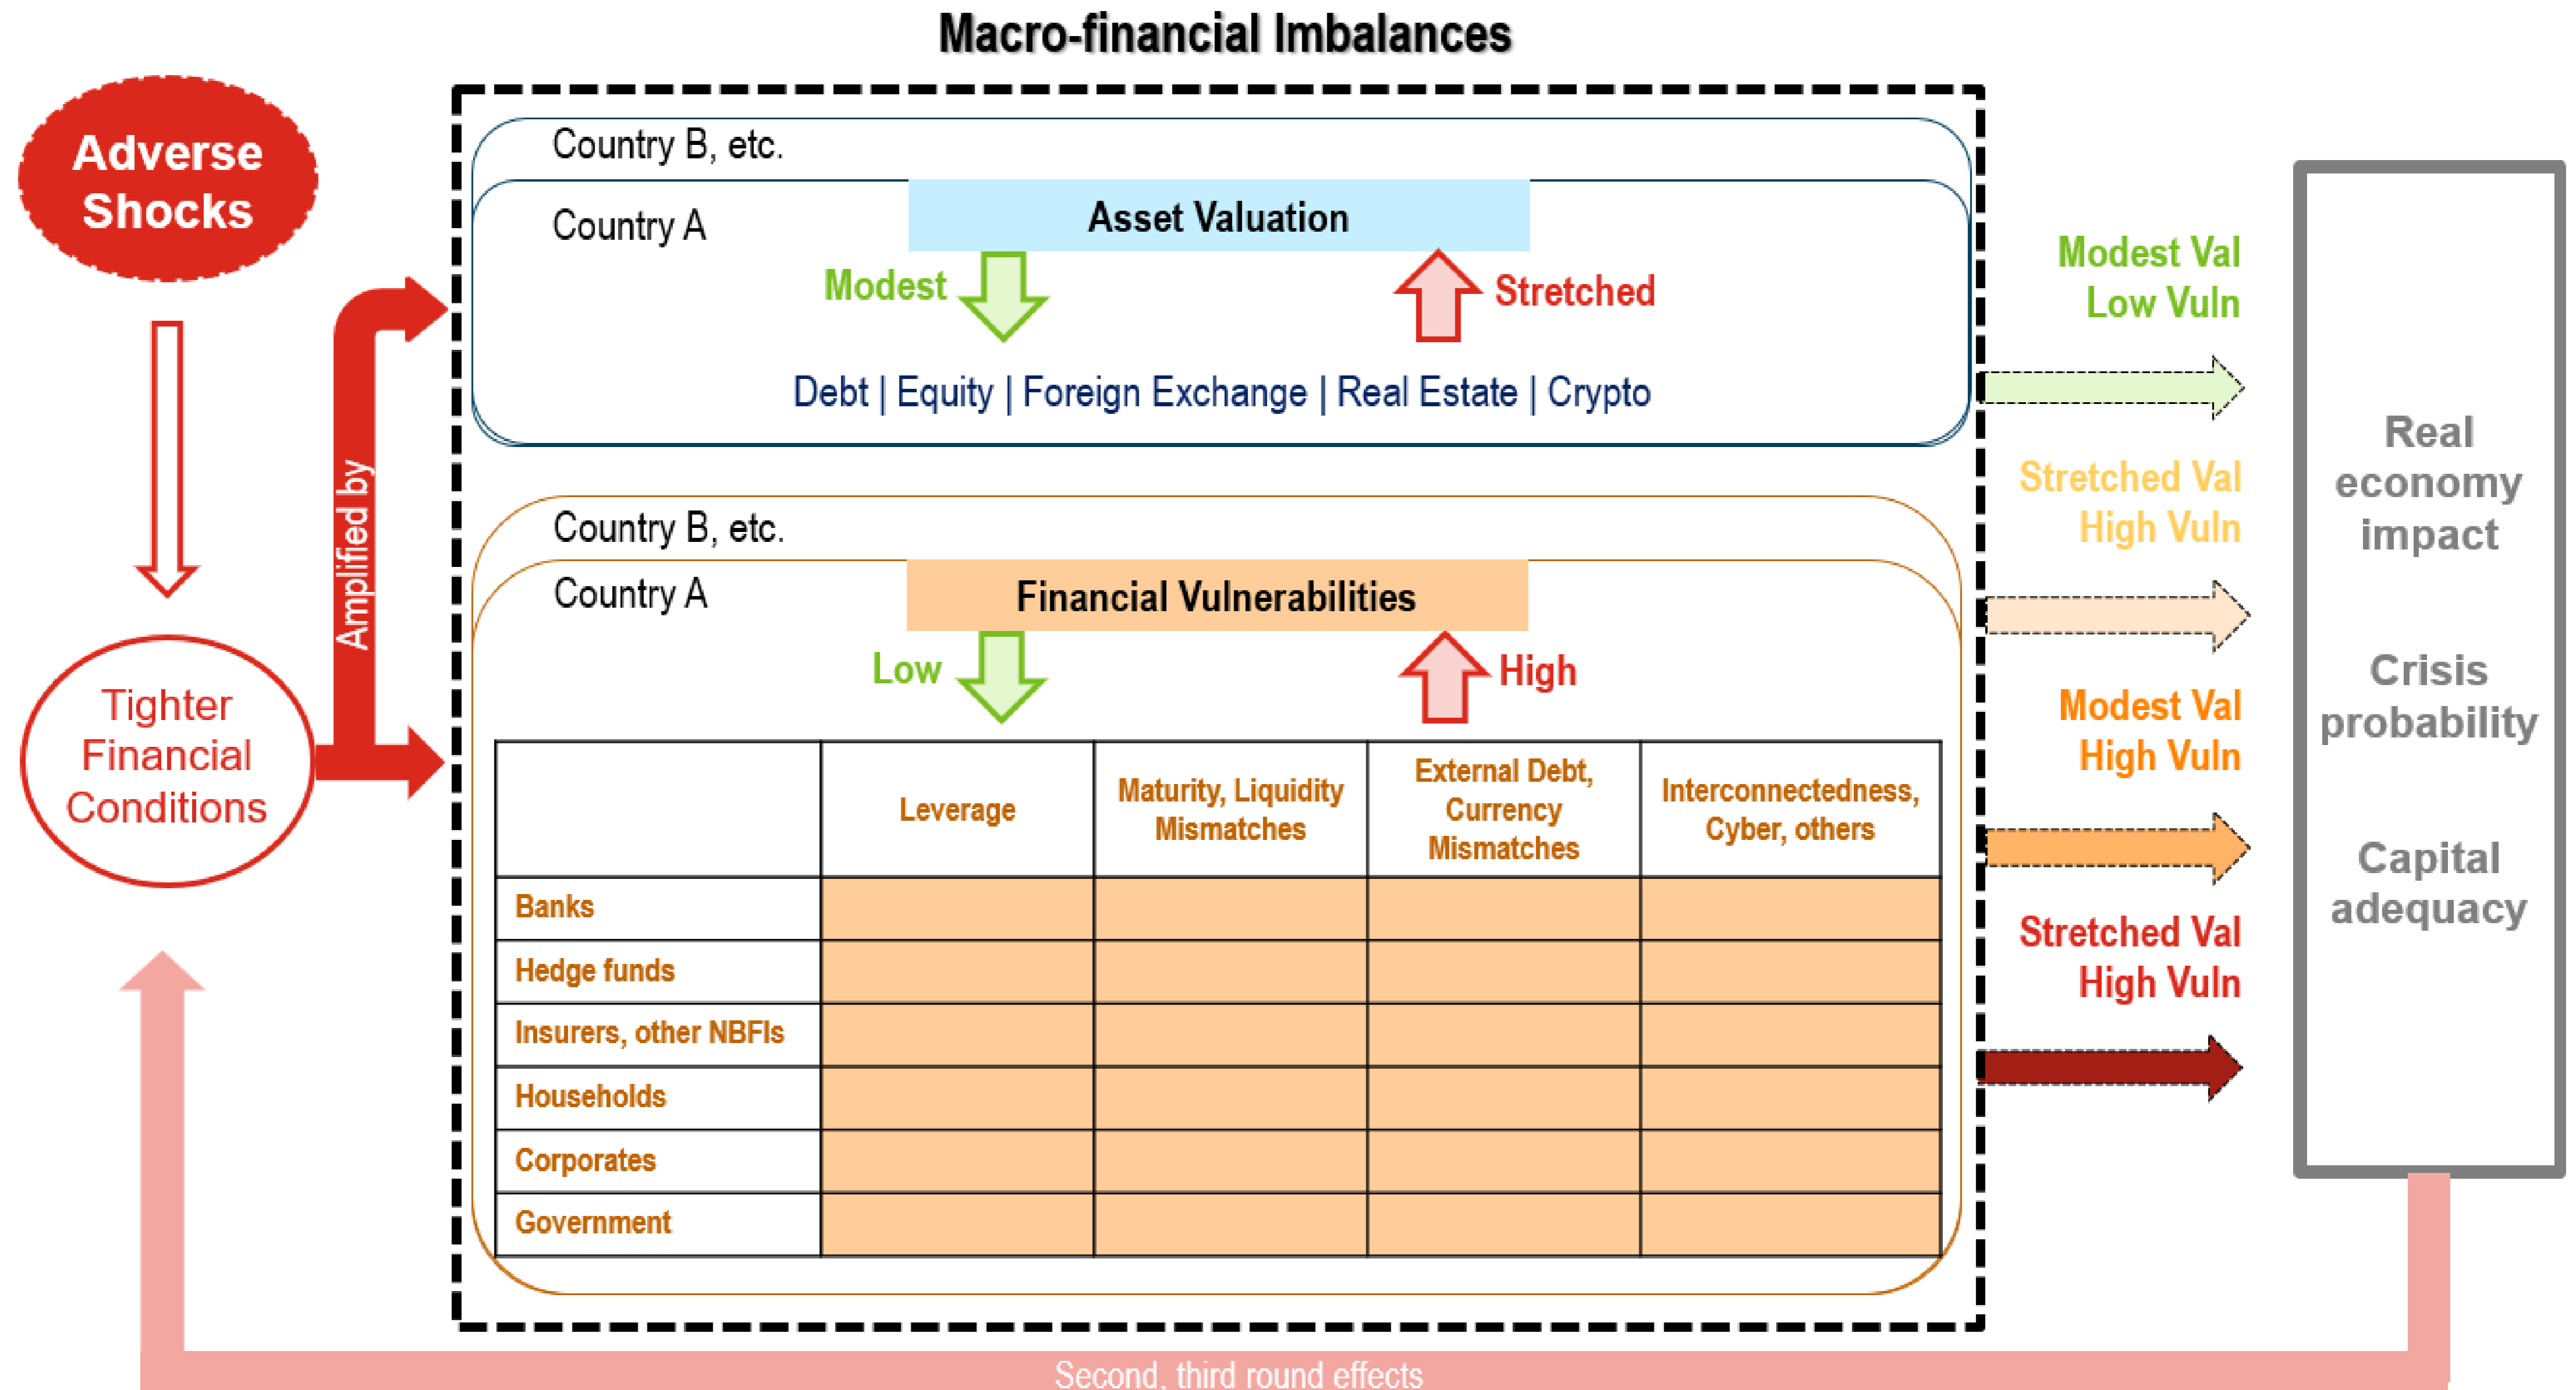 Macro-financial Imbalances
Adverse
Shocks
Tighter
Financial
Conditions
Amplified by
Country B, etc.
Country A
Asset Valuation
Modest
Stretched
Debt | Equity | Foreign Exchange | Real Estate | Crypto
Country B, etc.
Country A
Financial Vulnerabilities
Low
High
Leverage
Maturity, Liquidity
Mismatches
External Debt,
Currency
Mismatches
Interconnectedness,
Cyber, others
Banks
Hedge funds
Insurers, other NBFIs
Households
Corporates
Government
Modest Val
Low Vuln
Stretched Val
High Vuln
Modest Val
High Vuln
Stretched Val
High Vuln
Real
economy
impact
Crisis
probability
Capital
adequacy
Second, third round effects